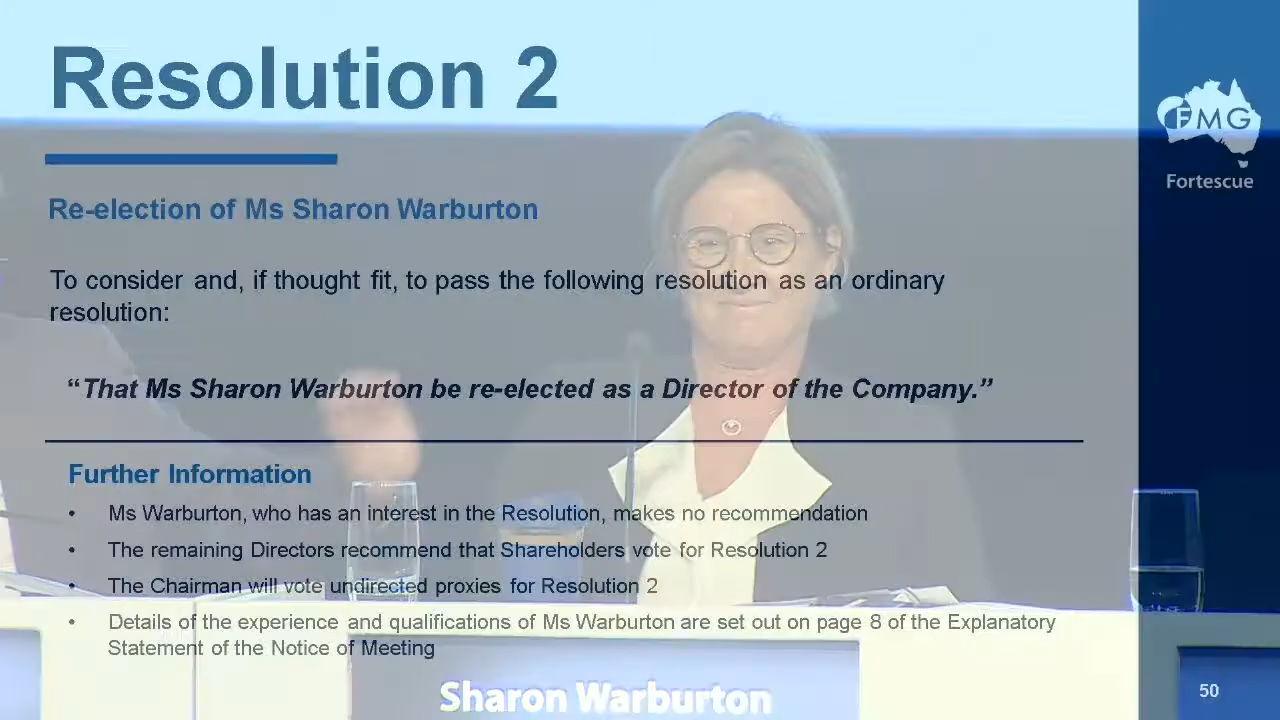 Resolution 2
FMG
Fortescue
Re-election of Ms Sharon Warburton
To consider and, if thought fit, to pass the following resolution as an ordinary
resolution:
“That Ms Sharon Warburton be re-elected as a Director of the Company.”
Further Information
• Ms Warburton, who has an interest in the Resolution, makes no recommendation
• The remaining Directors recommend that Shareholders vote for Resolution 2
• The Chairman will vote undirected proxies for Resolution 2
• Details of the experience and qualifications of Ms Warburton are set out on page 8 of the Explanatory
Statement of the Notice of Meeting
Sharon Warburton
50